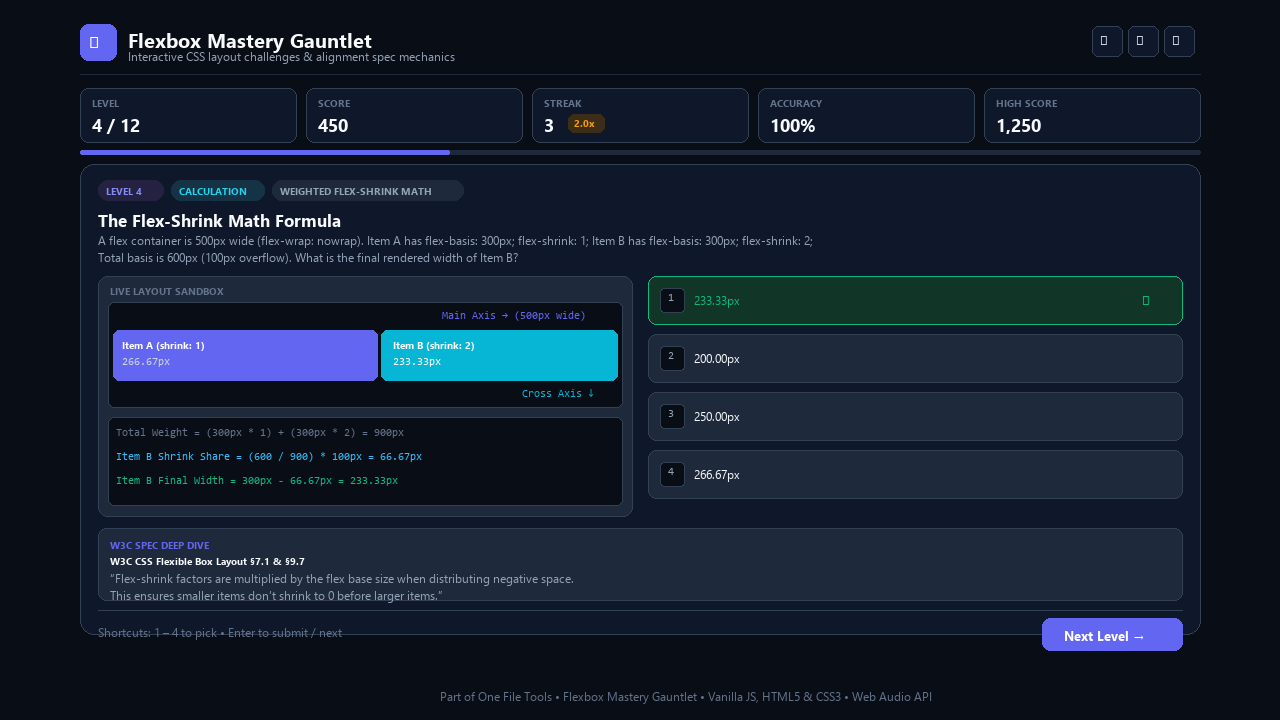 Flexbox Mastery Gauntlet
Interactive CSS layout challenges & alignment spec mechanics
LEVEL
4 / 12
SCORE
450
STREAK
3 2.0x
ACCURACY
100%
HIGH SCORE
1,250
LEVEL 4 CALCULATION WEIGHTED FLEX-SHRINK MATH
The Flex-Shrink Math Formula
A flex container is 500px wide (flex-wrap: nowrap). Item A has flex-basis: 300px; flex-shrink: 1; Item B has flex-basis: 300px; flex-shrink: 2;
Total basis is 600px (100px overflow). What is the final rendered width of Item B?
LIVE LAYOUT SANDBOX
Main Axis → (500px wide)
Item A (shrink: 1)
266.67px
Item B (shrink: 2)
233.33px
Cross Axis ↓
Total Weight = (300px * 1) + (300px * 2) = 900px
Item B Shrink Share = (600 / 900) * 100px = 66.67px
Item B Final Width = 300px - 66.67px = 233.33px
1 233.33px
2 200.00px
3 250.00px
4 266.67px
W3C SPEC DEEP DIVE
W3C CSS Flexible Box Layout §7.1 & §9.7
“Flex-shrink factors are multiplied by the flex base size when distributing negative space.
This ensures smaller items don’t shrink to 0 before larger items.”
Shortcuts: 1 – 4 to pick • Enter to submit / next
Next Level →
Part of One File Tools • Flexbox Mastery Gauntlet • Vanilla JS, HTML5 & CSS3 • Web Audio API